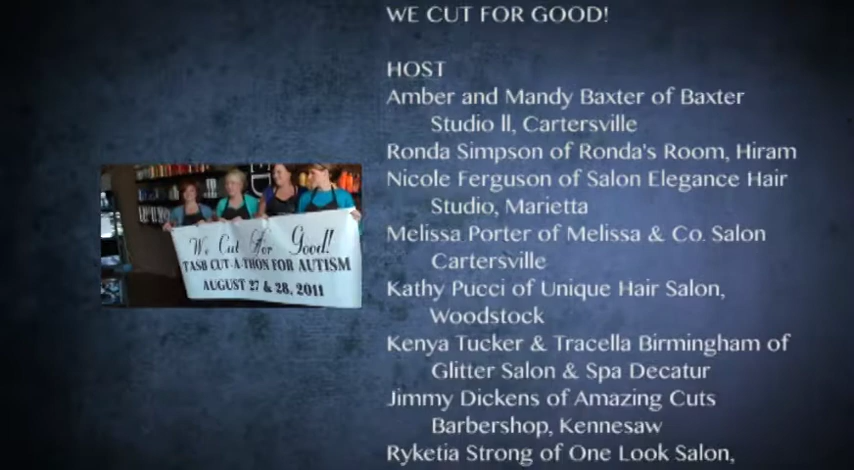 WE CUT FOR GOOD!
HOST
Amber and Mandy Baxter of Baxter
Studio ll, Cartersville
Ronda Simpson of Ronda's Room, Hiram
Nicole Ferguson of Salon Elegance Hair
Studio, Marietta
Melissa Porter of Melissa & Co. Salon
Cartersville
Kathy Pucci of Unique Hair Salon,
Woodstock
Kenya Tucker & Tracella Birmingham of
Glitter Salon & Spa Decatur
Jimmy Dickens of Amazing Cuts
Barbershop, Kennesaw
Ryketia Strong of One Look Salon,
We Cut For Good!
TASB CUT-A-THON FOR AUTISM
AUGUST 27 & 28, 2011